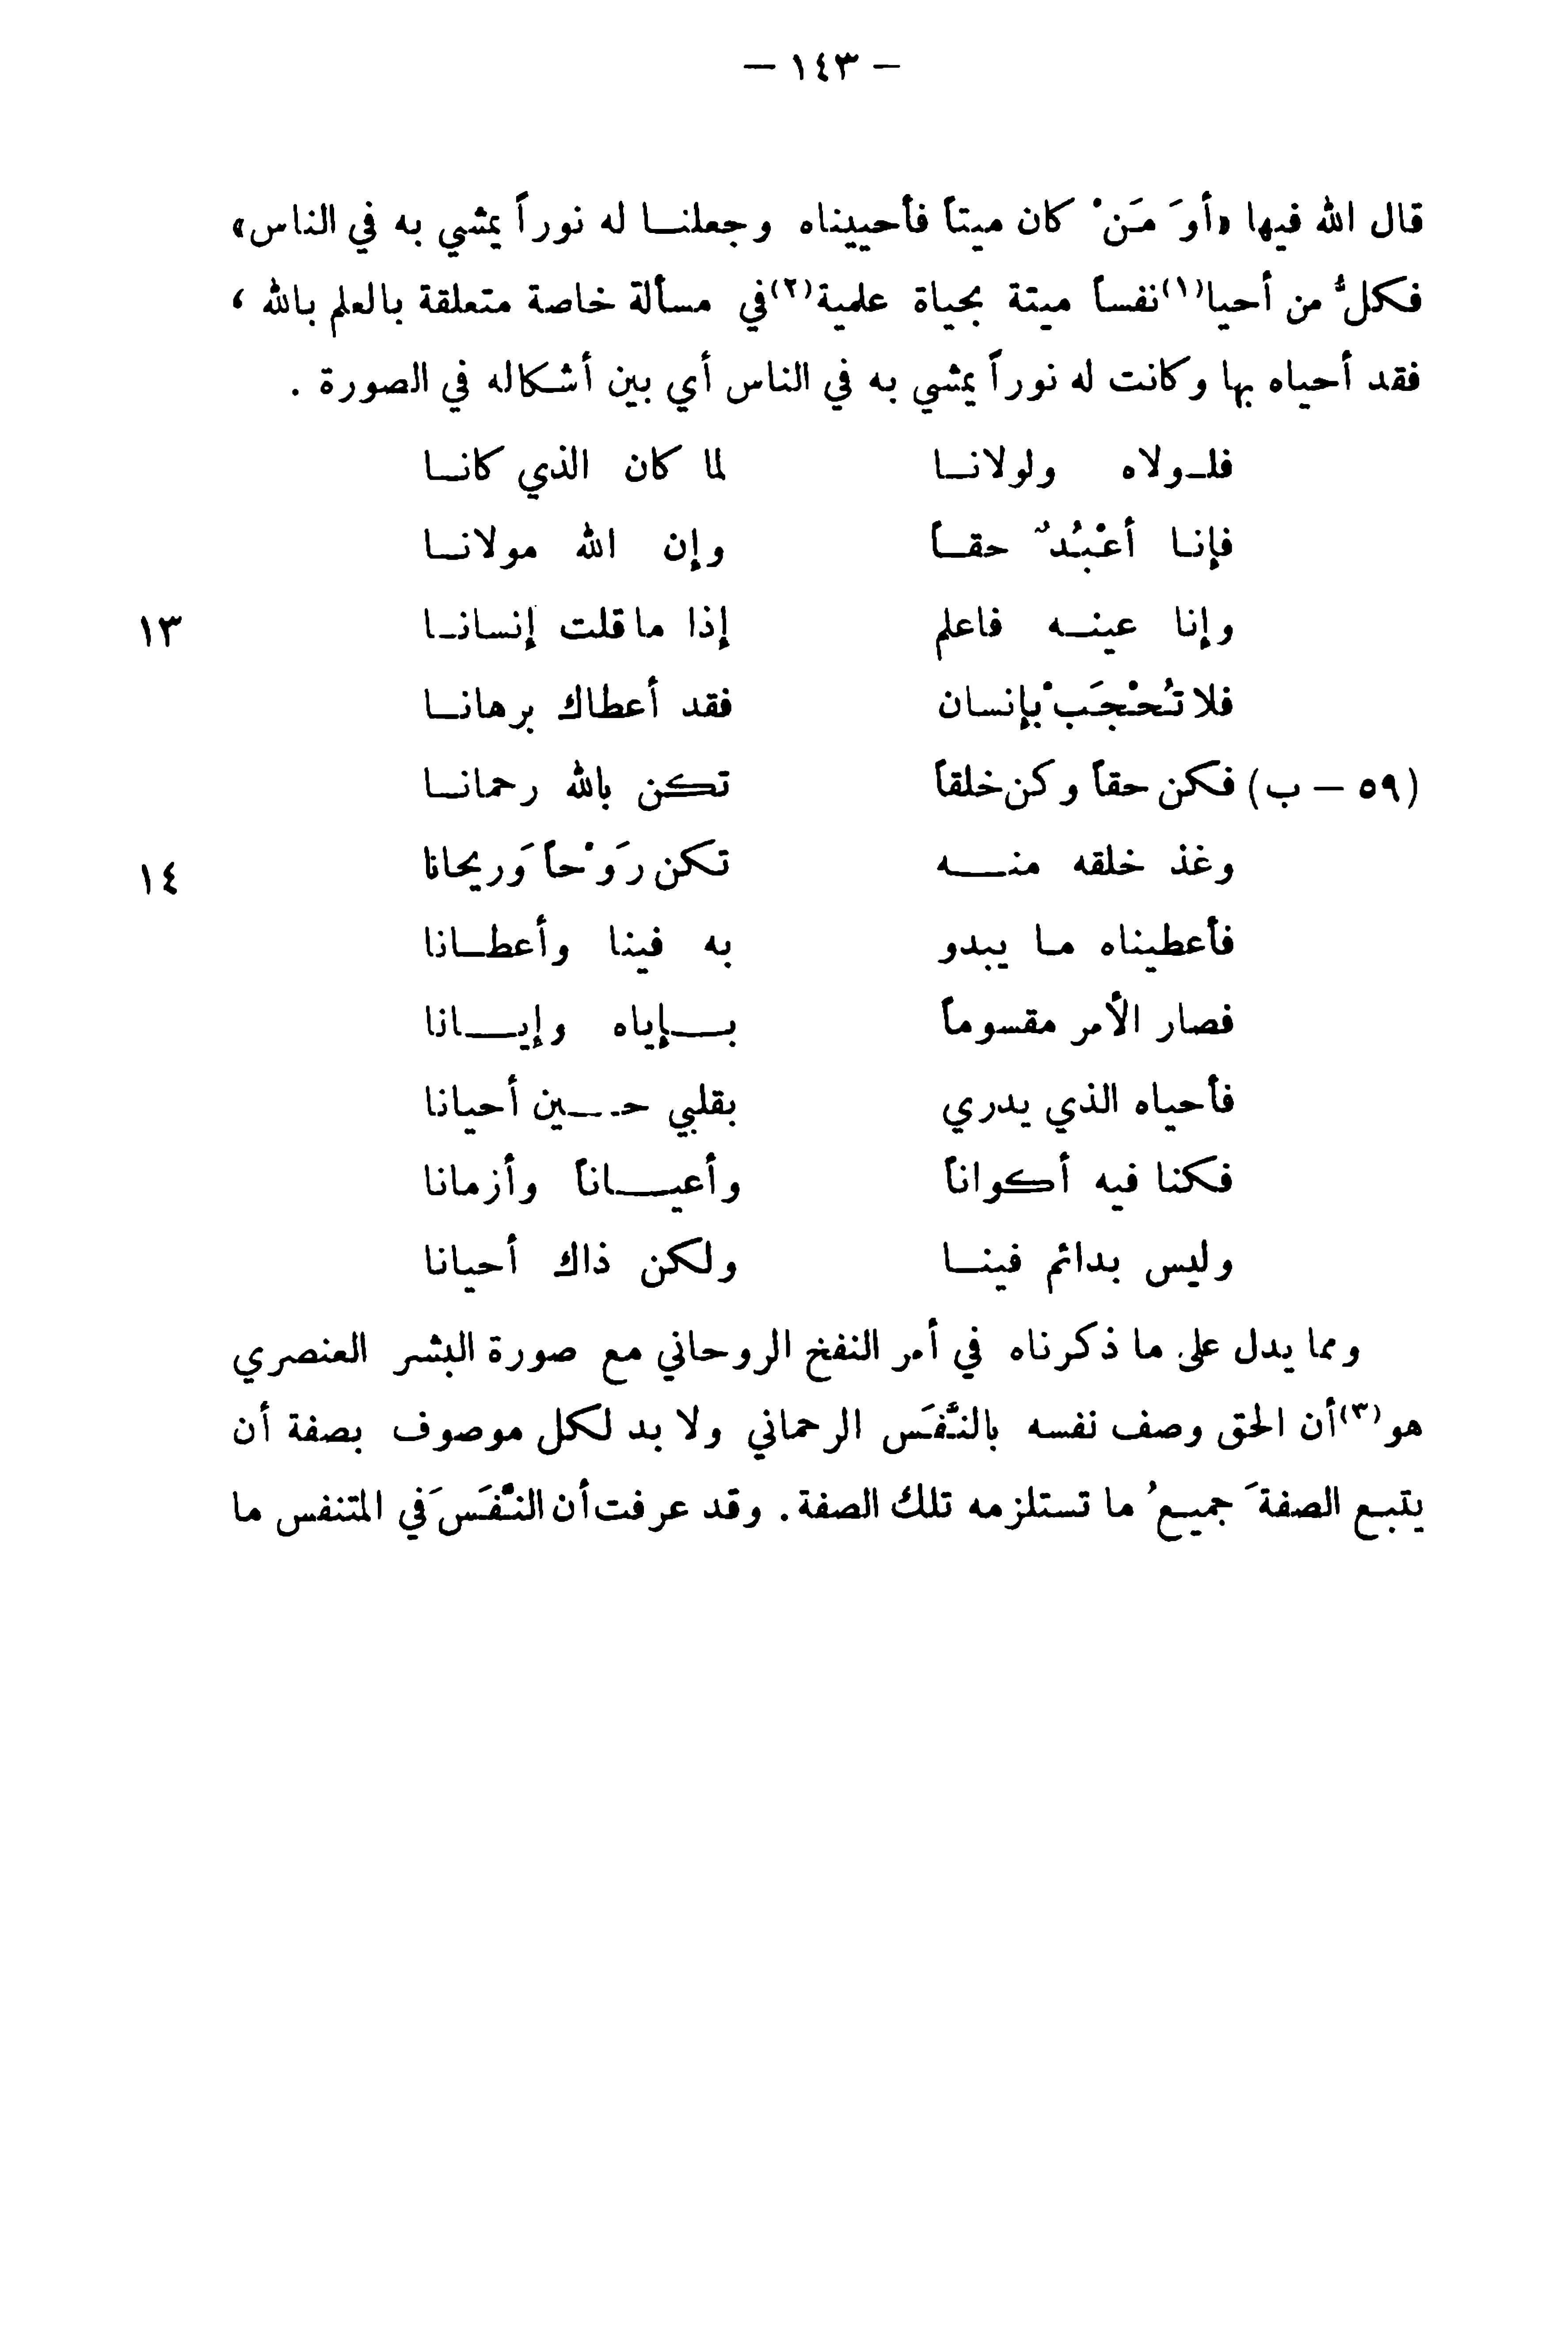 – ١٤٣ –
قال الله فيها «أوَ مَنْ كان ميتاً فأحييناه وجعلنا له نوراً يمشي به في الناس»
فكلُّ من أحيا(١) نفساً ميتة بحياة علمية(٢) في مسألة خاصة متعلقة بالعلم بالله ،
فقد أحياه بها وكانت له نوراً يمشي به في الناس أي بين أشكاله في الصورة .
فلولاه ولولانا لما كان الذي كانا
فإنا أعْبُدٌ حقاً وإن الله مولانا
وإنا عينه فاعلم إذا ما قلت إنسانا ١٣
فلا تُحْجَبْ بإنسان فقد أعطاك برهانا
(٥٩ – ب) فكن حقاً وكن خلقاً تكن بالله رحمانا
وغذ خلقه منه تكن رَوْحاً وَريحانا ١٤
فأعطيناه ما يبدو به فينا وأعطانا
فصار الأمر مقسوماً بإياه وإيانا
فأحياه الذي يدري بقلبي حين أحيانا
فكنا فيه أكواناً وأعياناً وأزمانا
وليس بدائم فينا ولكن ذاك أحيانا
ومما يدل على ما ذكرناه في أمر النفخ الروحاني مع صورة البشر العنصري
هو(٣) أن الحق وصف نفسه بالنَّفَس الرحماني ولا بد لكل موصوف بصفة أن
يتبع الصفةَ جميعُ ما تستلزمه تلك الصفة. وقد عرفت أن النَّفَسَ في المتنفس ما